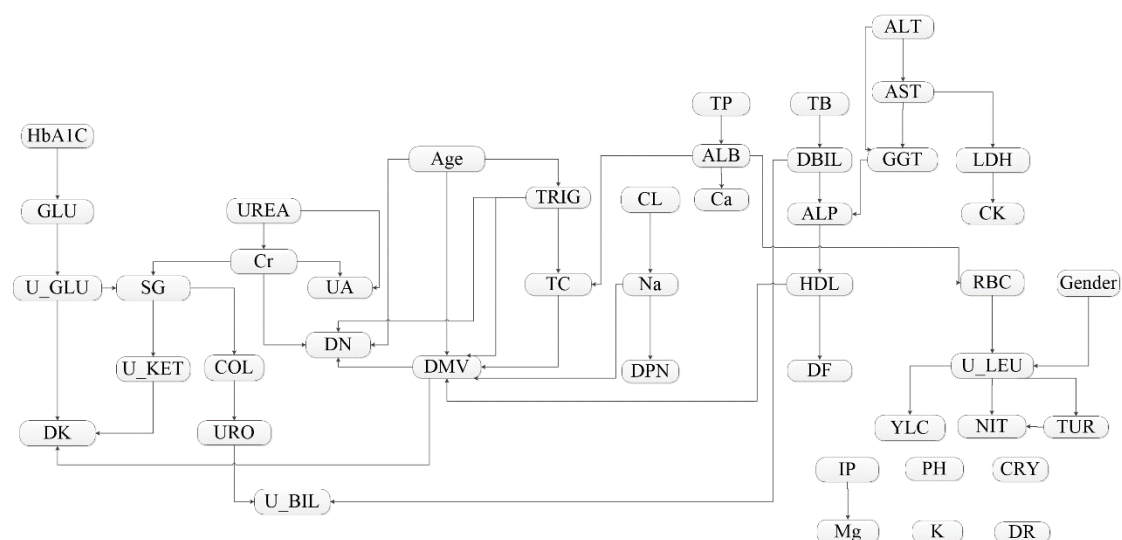 ALT
AST
TP
TB
HbA1C
Age
ALB
DBIL
GGT
LDH
GLU
UREA
TRIG
CL
Ca
ALP
CK
Cr
U_GLU
SG
UA
TC
Na
HDL
RBC
Gender
DN
U_KET
COL
DMV
DPN
DF
U_LEU
DK
URO
YLC
NIT
TUR
IP
PH
CRY
U_BIL
Mg
K
DR